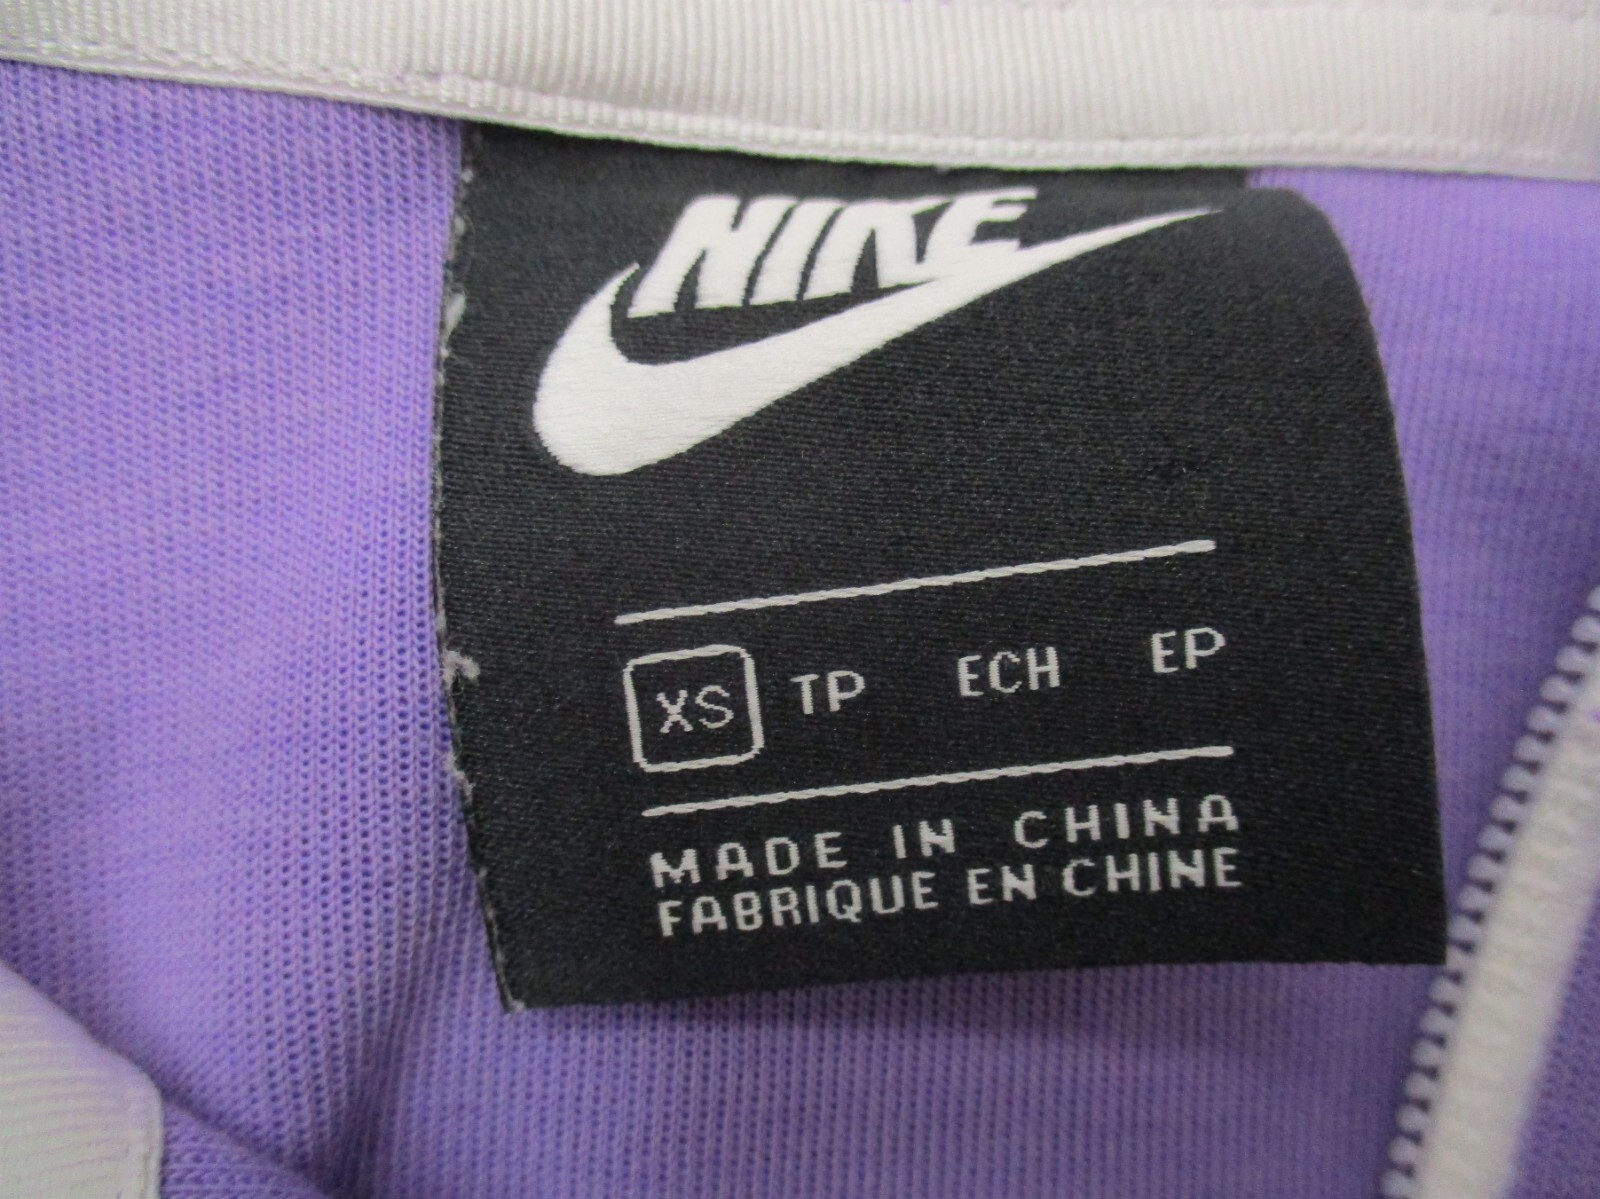 NIKE
XS TP ECH EP
MADE IN CHINA
FABRIQUE EN CHINE